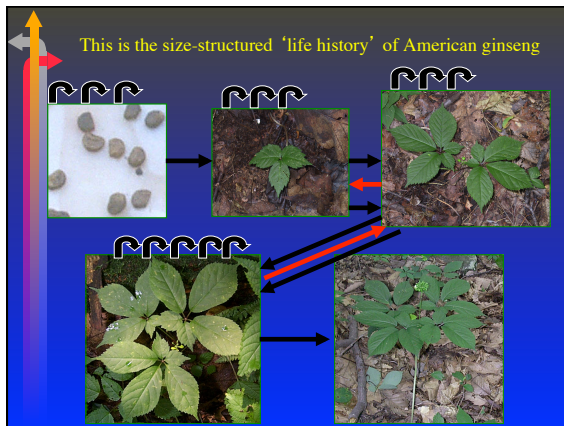 This is the size-structured ‘life history’ of American ginseng